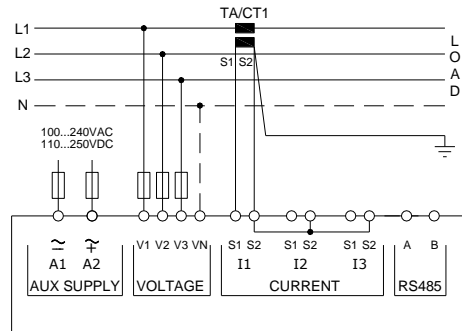 TA/CT1
L1
L2
L3
N
S1 S2
L
O
A
D
100...240VAC
110...250VDC
V1 V2 V3 VN S1 S2 S1 S2 S1 S2 A B
A1 A2 I1 I2 I3
AUX SUPPLY VOLTAGE CURRENT RS485